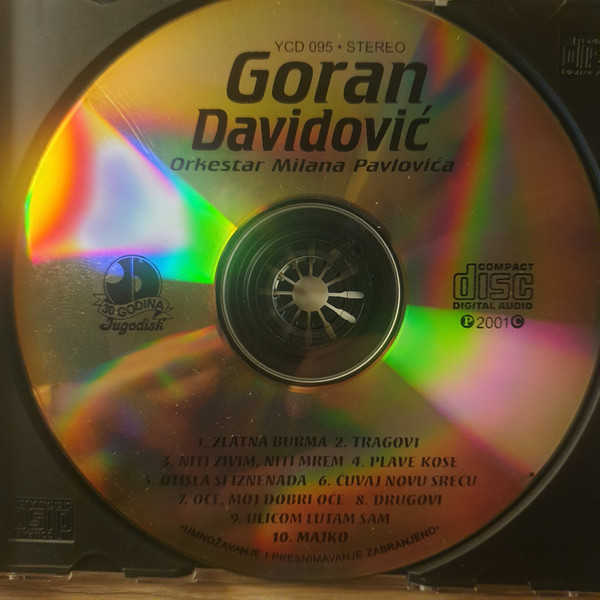 YCD 095 • STEREO
Goran
Davidović
Orkestar Milana Pavlovića
30 GODINA
Jugodisk
COMPACT
disc
DIGITAL AUDIO
Ⓟ2001Ⓒ
1. ZLATNA BURMA 2. TRAGOVI
3. NITI ZIVIM, NITI MREM 4. PLAVE KOSE
5. OTISLA SI IZNENADA 6. CUVAJ NOVU SRECU
7. OCE, MOJ DOBRI OCE 8. DRUGOVI
9. ULICOM LUTAM SAM
10. MAJKO
•UMNOŽAVANJE I PRESNIMAVANJE ZABRANJENO•